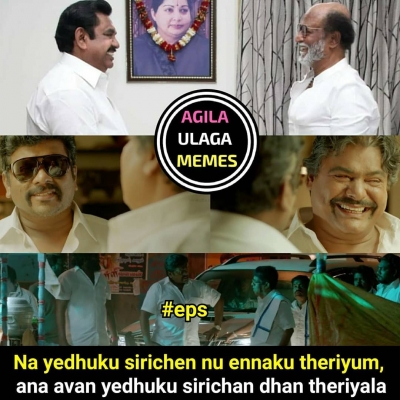 AGILA
ULAGA
MEMES
#eps
Na yedhuku sirichen nu ennaku theriyum,
ana avan yedhuku sirichan dhan theriyala